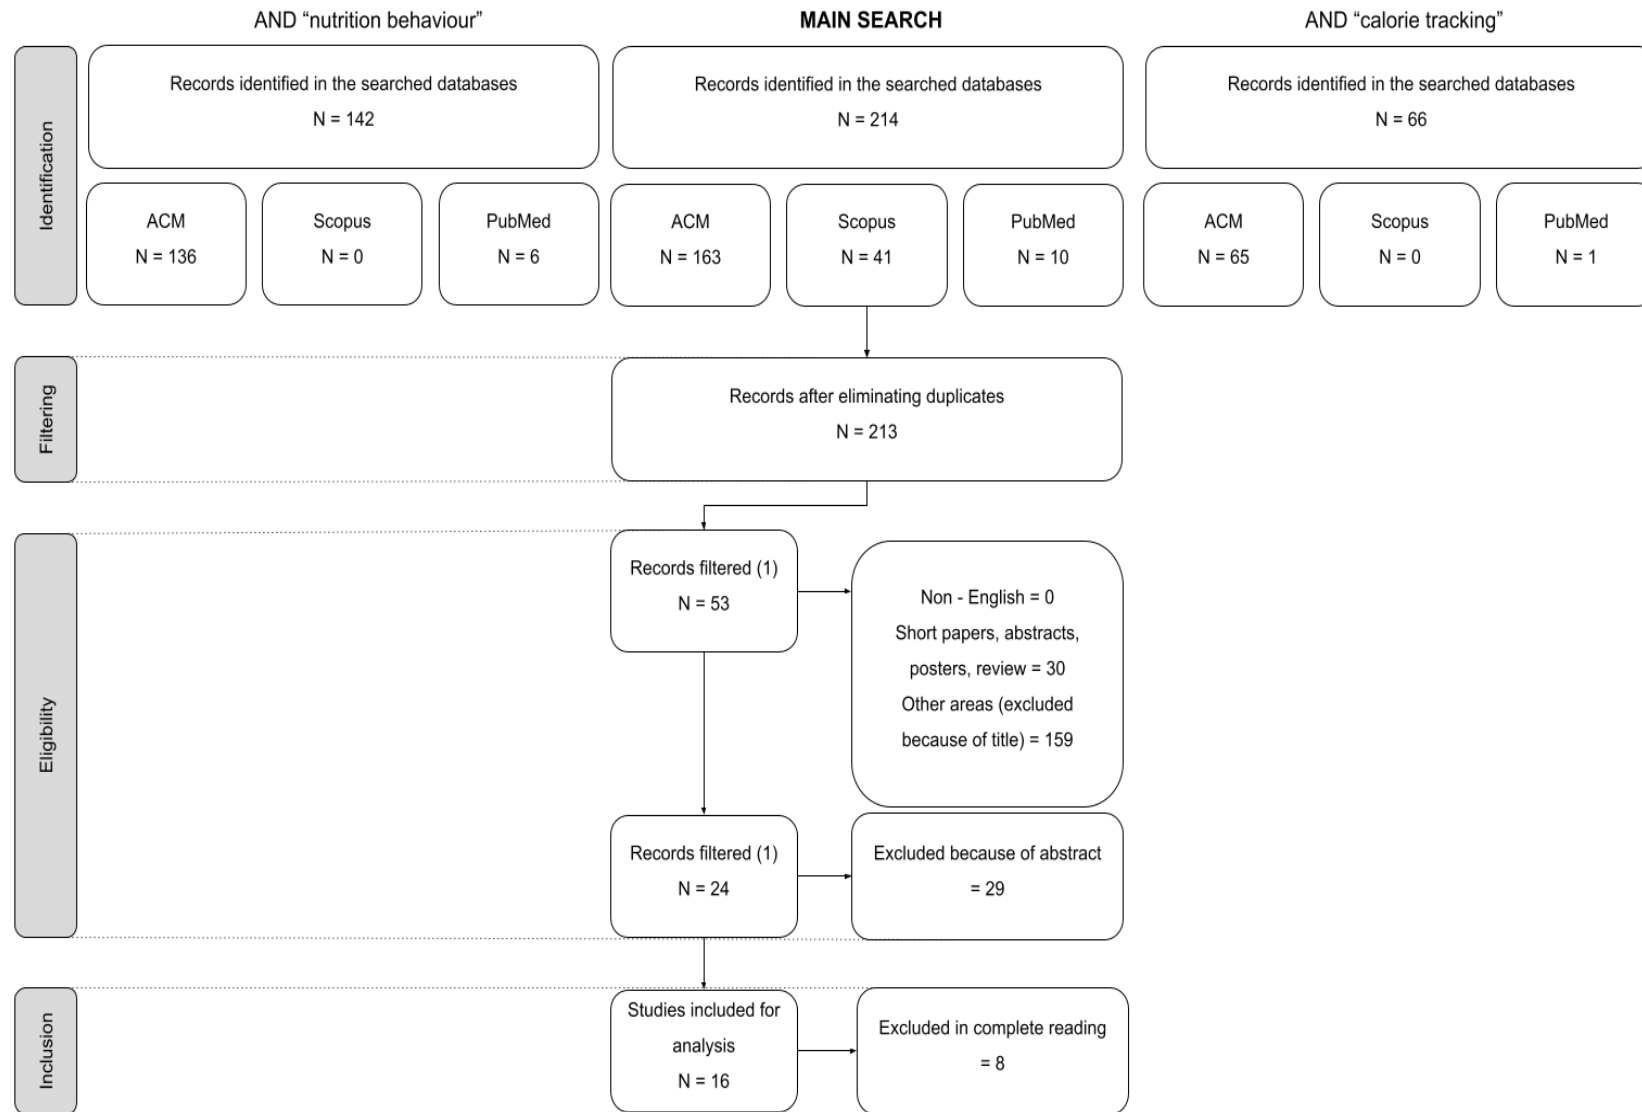 AND “nutrition behaviour”
MAIN SEARCH
AND “calorie tracking”
Identification
Records identified in the searched databases
N = 142
Records identified in the searched databases
N = 214
Records identified in the searched databases
N = 66
ACM
N = 136
Scopus
N = 0
PubMed
N = 6
ACM
N = 163
Scopus
N = 41
PubMed
N = 10
ACM
N = 65
Scopus
N = 0
PubMed
N = 1
Filtering
Records after eliminating duplicates
N = 213
Eligibility
Records filtered (1)
N = 53
Non - English = 0
Short papers, abstracts,
posters, review = 30
Other areas (excluded
because of title) = 159
Records filtered (1)
N = 24
Excluded because of abstract
= 29
Inclusion
Studies included for
analysis
N = 16
Excluded in complete reading
= 8